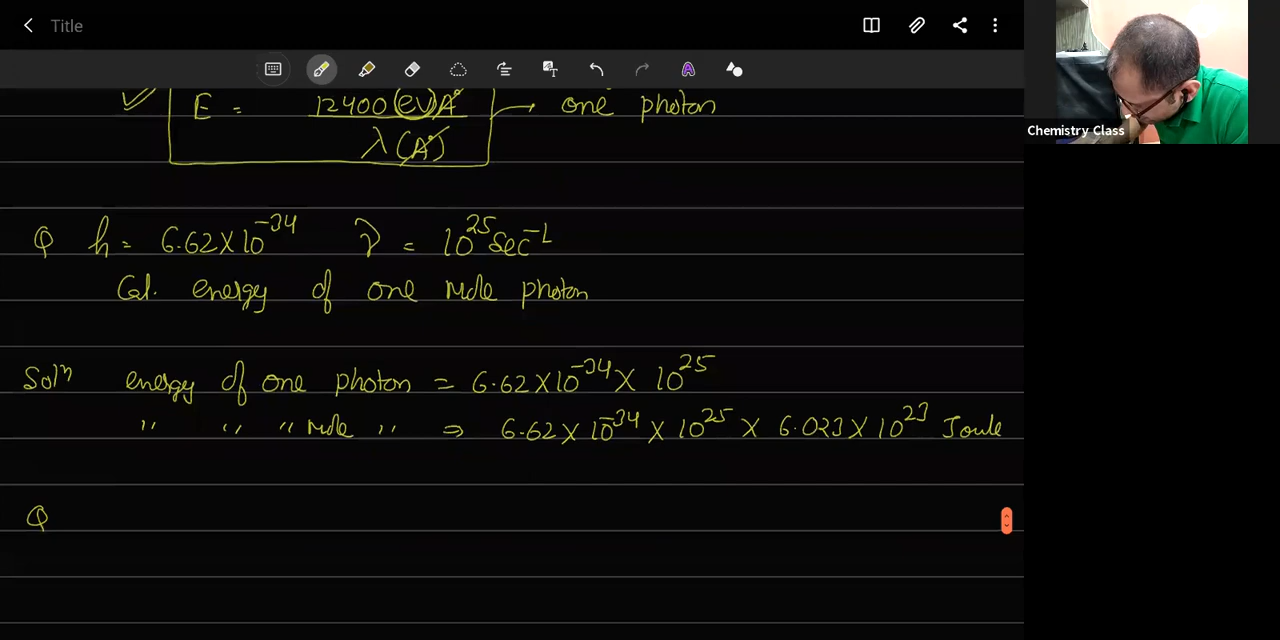 Title
E = 12400 (eV) A° / λ (A°) → one photon
Chemistry Class
Q h = 6.62 X 10^-34 ν = 10^25 Sec^-1
Cal. energy of one mole photon
Solⁿ energy of one photon = 6.62 X 10^-34 X 10^25
" " " mole " ⇒ 6.62 X 10^-34 X 10^25 X 6.023 X 10^23 Joule
Q